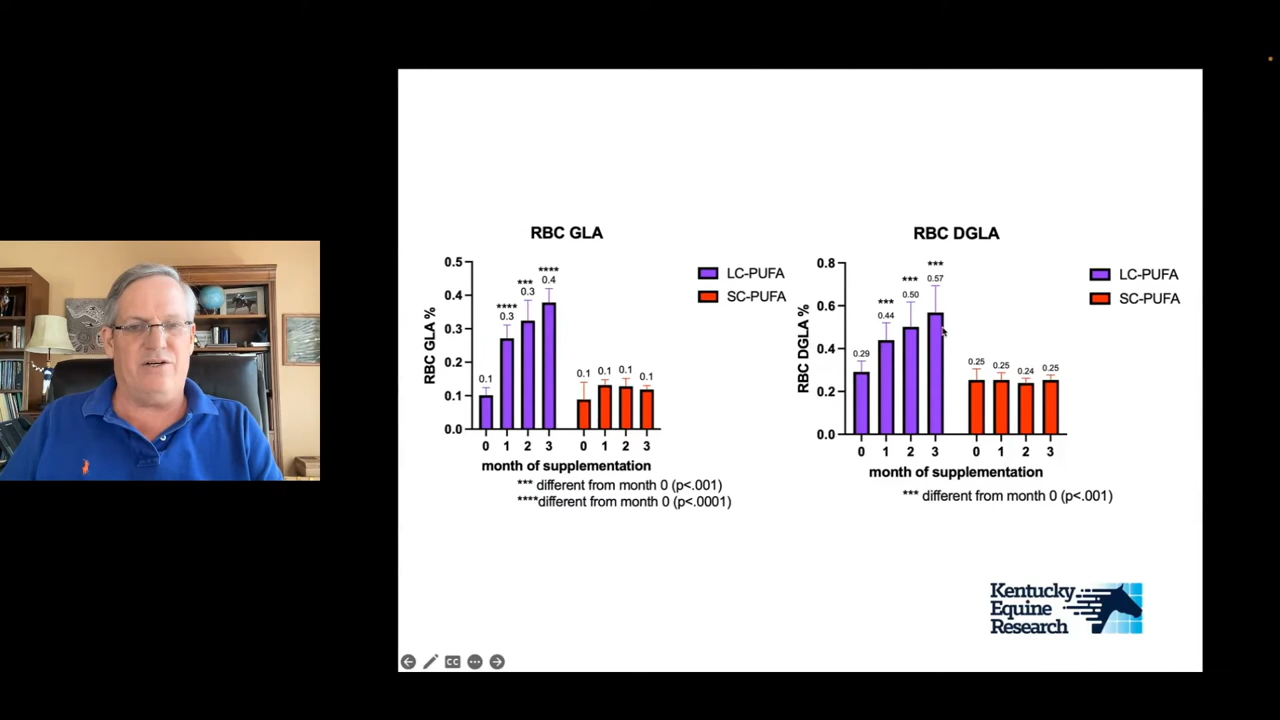 RBC GLA
0.5
0.4
0.3
0.2
0.1
0.0
RBC GLA %
0.1
****
0.3
***
0.3
****
0.4
0.1
0.1
0.1
0.1
0 1 2 3 0 1 2 3
month of supplementation
*** different from month 0 (p<.001)
****different from month 0 (p<.0001)
LC-PUFA
SC-PUFA
RBC DGLA
0.8
0.6
0.4
0.2
0.0
RBC DGLA %
0.29
***
0.44
***
0.50
***
0.57
0.25
0.25
0.24
0.25
0 1 2 3 0 1 2 3
month of supplementation
*** different from month 0 (p<.001)
LC-PUFA
SC-PUFA
Kentucky
Equine
Research
CC